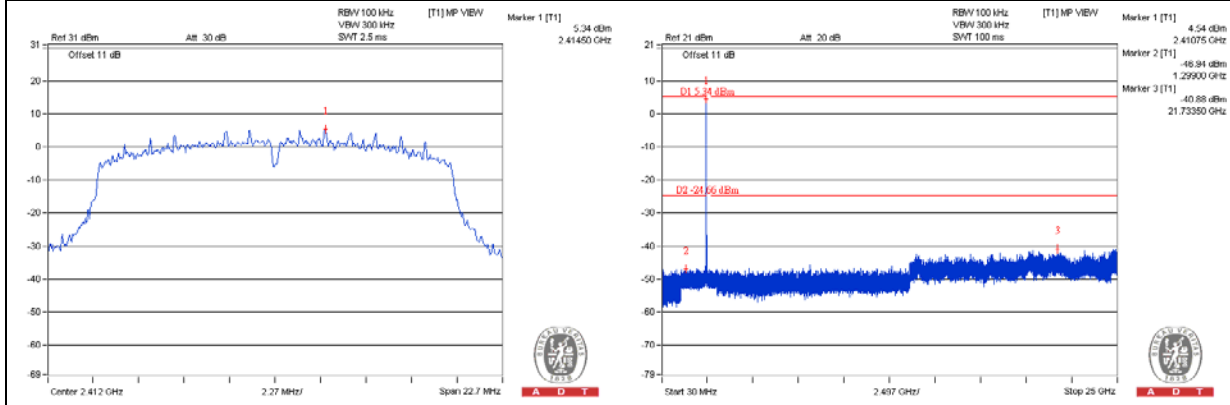 RBW 100 kHz [T1] MP VIEW
VBW 300 kHz
Ref 31 dBm Att 30 dB SWT 2.5 ms
Marker 1 [T1]
5.34 dBm
2.41450 GHz
31
Offset 11 dB
20
10
0
-10
-20
-30
-40
-50
-60
-69
1
Center 2.412 GHz 2.27 MHz/ Span 22.7 MHz
BUREAU VERITAS
1828
A D T
RBW 100 kHz [T1] MP VIEW
VBW 300 kHz
Ref 21 dBm Att 20 dB SWT 100 ms
Marker 1 [T1]
4.54 dBm
2.41075 GHz
Marker 2 [T1]
-46.94 dBm
1.29900 GHz
Marker 3 [T1]
-40.88 dBm
21.73350 GHz
21
Offset 11 dB
10
0
-10
-20
-30
-40
-50
-60
-70
-79
1
D1 5.34 dBm
D2 -24.66 dBm
2
3
Start 30 MHz 2.497 GHz/ Stop 25 GHz
BUREAU VERITAS
1828
A D T